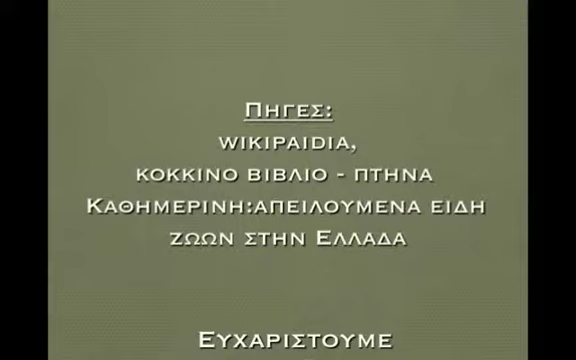 Πηγες:
wikipaidia,
κοκκινο βιβλιο - πτηνα
Καθημερινη:απειλουμενα ειδη
ζωων στην Ελλαδα
Ευχαριστουμε